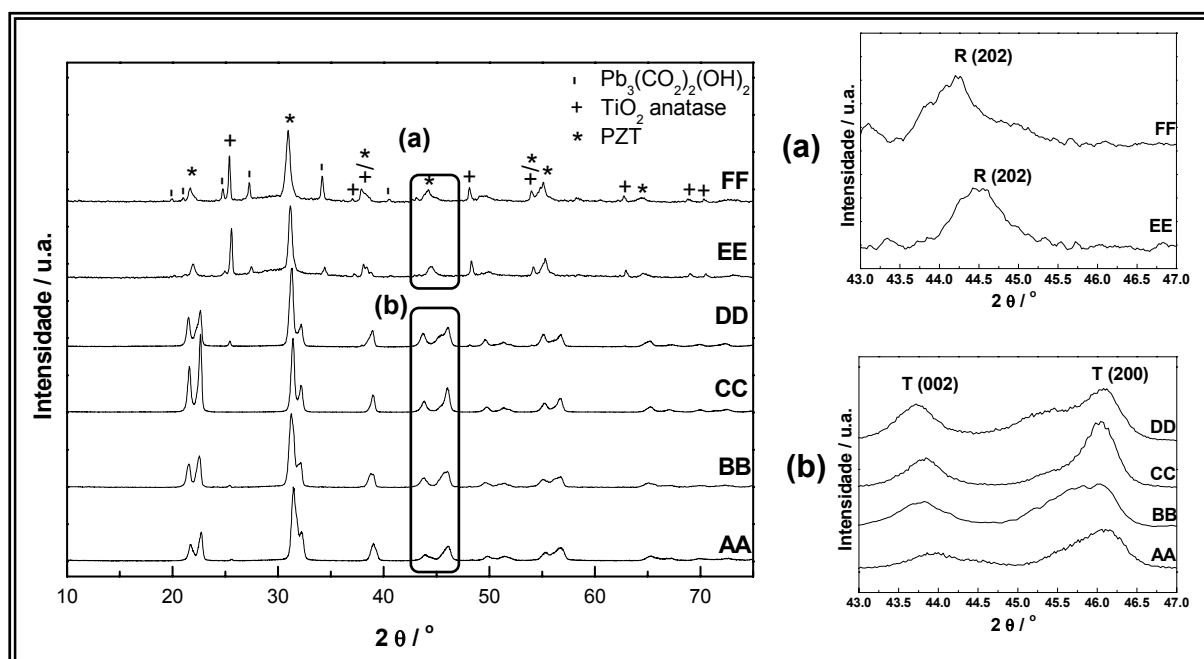 Intensidade / u.a.
Pb3(CO2)2(OH)2
+ TiO2 anatase
* PZT
(a)
(b)
FF
EE
DD
CC
BB
AA
10 20 30 40 50 60 70
2 θ / °
(a)
Intensidade / u.a.
R (202)
FF
R (202)
EE
43.0 43.5 44.0 44.5 45.0 45.5 46.0 46.5 47.0
2 θ / °
(b)
Intensidade / u.a.
T (002) T (200)
DD
CC
BB
AA
43.0 43.5 44.0 44.5 45.0 45.5 46.0 46.5 47.0
2 θ / °